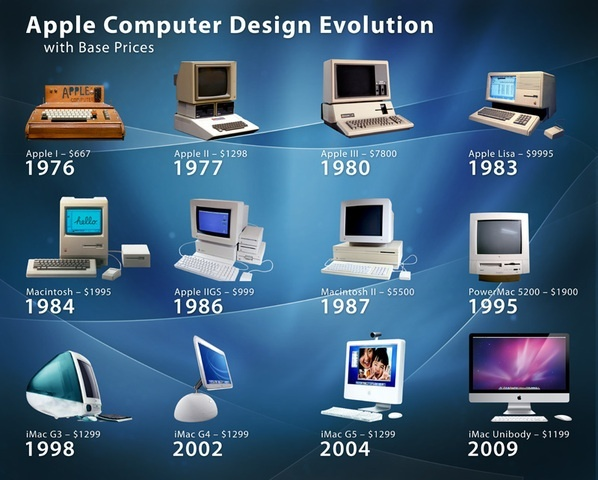 Apple Computer Design Evolution
with Base Prices
APPLE
Apple I – $667
1976
Apple II – $1298
1977
Apple III – $7800
1980
Apple Lisa – $9995
1983
hello
Macintosh – $1995
1984
Apple IIGS – $999
1986
Macintosh II – $5500
1987
PowerMac 5200 – $1900
1995
iMac G3 – $1299
1998
iMac G4 – $1299
2002
iMac G5 – $1299
2004
iMac Unibody – $1199
2009